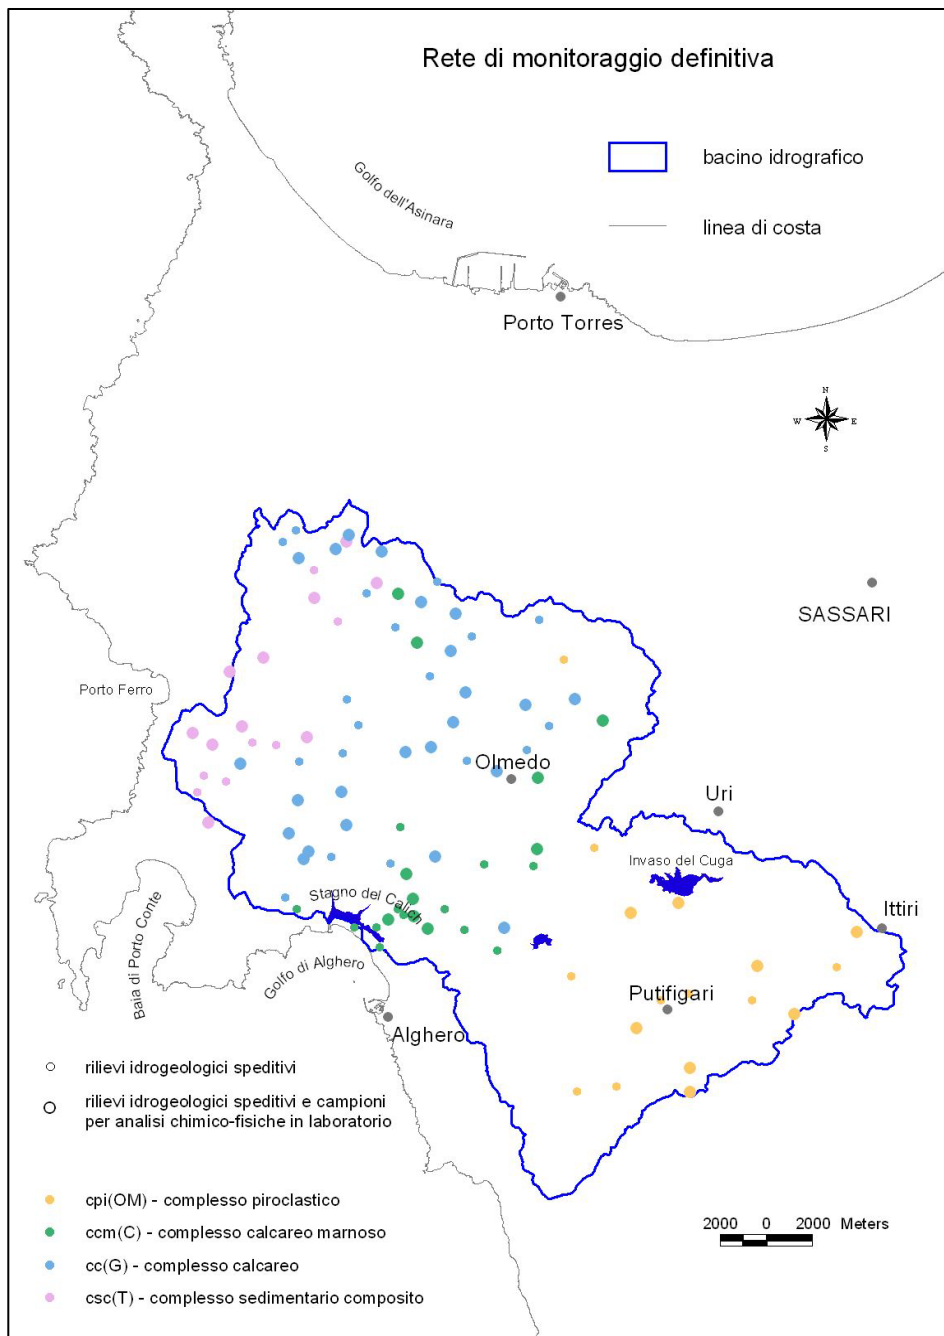 Rete di monitoraggio definitiva
bacino idrografico
Golfo dell'Asinara
linea di costa
Porto Torres
N
W E
S
SASSARI
Porto Ferro
Olmedo
Uri
Invaso del Cuga
Stagno del Calich
Ittiri
Baia di Porto Conte
Golfo di Alghero
Putifigari
Alghero
rilievi idrogeologici speditivi
rilievi idrogeologici speditivi e campioni
per analisi chimico-fisiche in laboratorio
cpi(OM) - complesso piroclastico
ccm(C) - complesso calcareo marnoso
cc(G) - complesso calcareo
csc(T) - complesso sedimentario composito
2000 0 2000 Meters